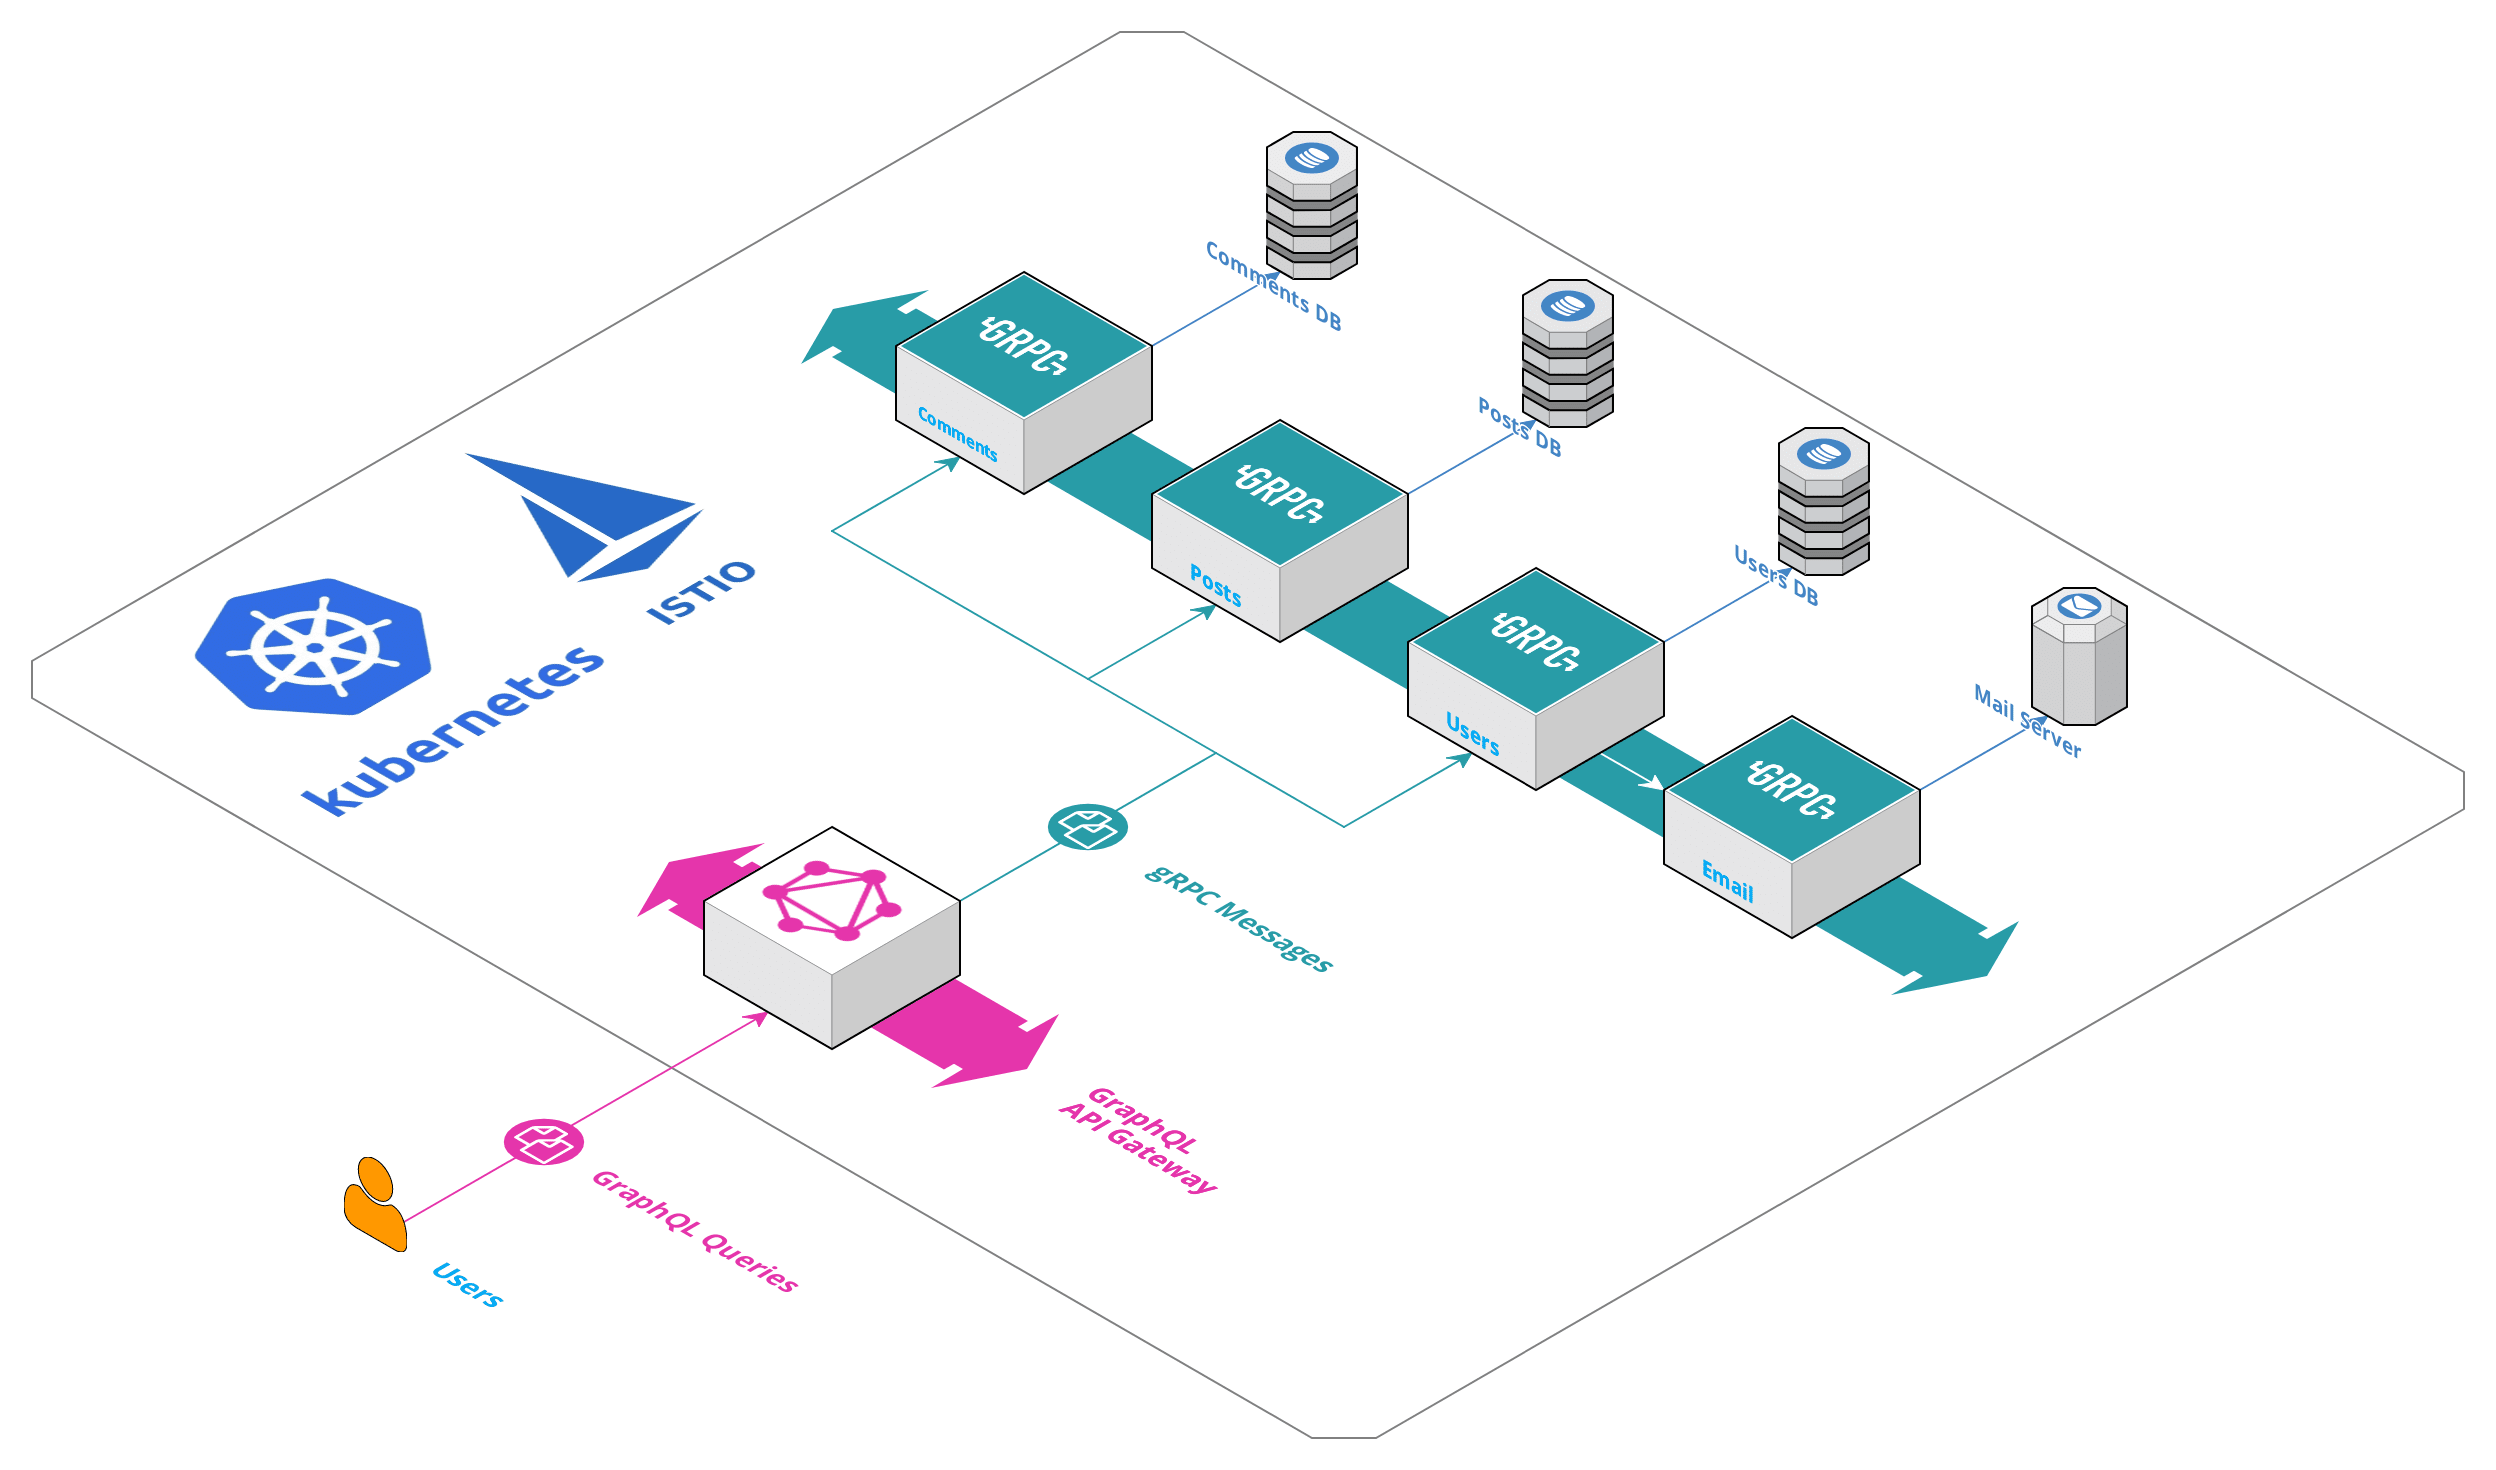 Comments DB
GRPC
Comments
Posts DB
GRPC
Posts
Users DB
GRPC
Users
Mail Server
GRPC
Email
ISTIO
kubernetes
gRPC Messages
GraphQL
API Gateway
GraphQL Queries
Users